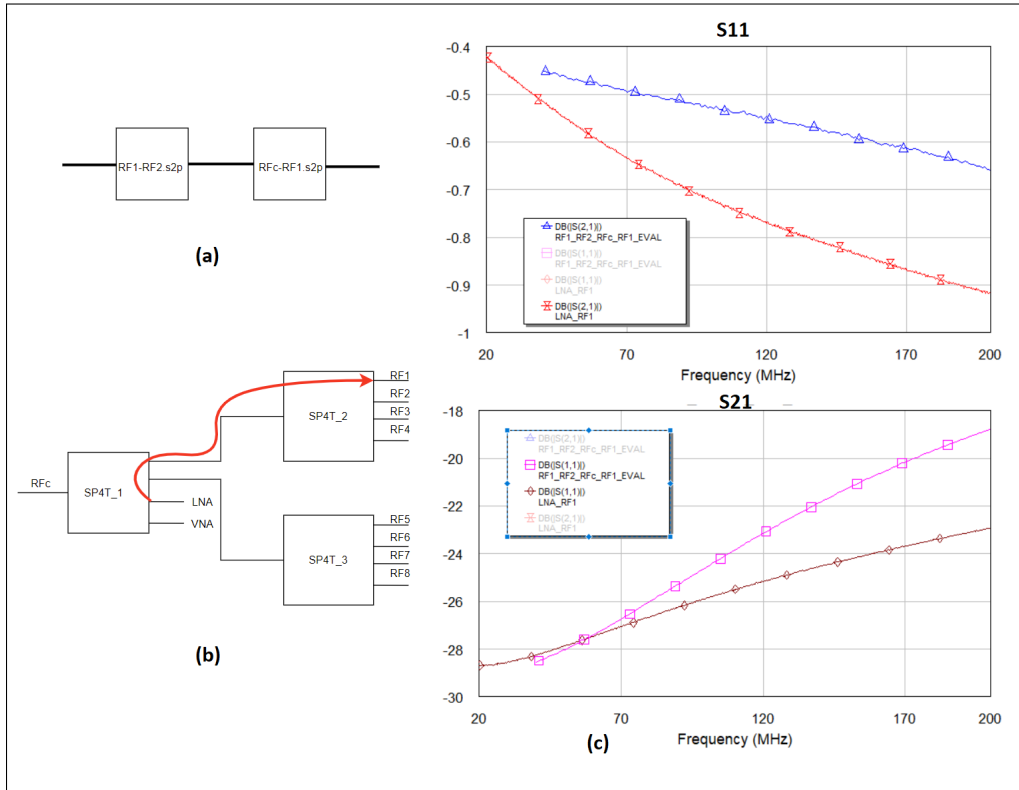 RF1-RF2.s2p
RFc-RF1.s2p
(a)
S11
-0.4
-0.5
-0.6
-0.7
-0.8
-0.9
-1
DB(|S(2,1)|)
RF1_RF2_RFc_RF1_EVAL
DB(|S(1,1)|)
RF1_RF2_RFc_RF1_EVAL
DB(|S(1,1)|)
LNA_RF1
DB(|S(2,1)|)
LNA_RF1
20
70
120
170
200
Frequency (MHz)
RFc
SP4T_1
LNA
VNA
SP4T_2
RF1
RF2
RF3
RF4
SP4T_3
RF5
RF6
RF7
RF8
(b)
S21
-18
-20
-22
-24
-26
-28
-30
DB(|S(2,1)|)
RF1_RF2_RFc_RF1_EVAL
DB(|S(1,1)|)
RF1_RF2_RFc_RF1_EVAL
DB(|S(1,1)|)
LNA_RF1
DB(|S(2,1)|)
LNA_RF1
20
70
120
170
200
Frequency (MHz)
(c)